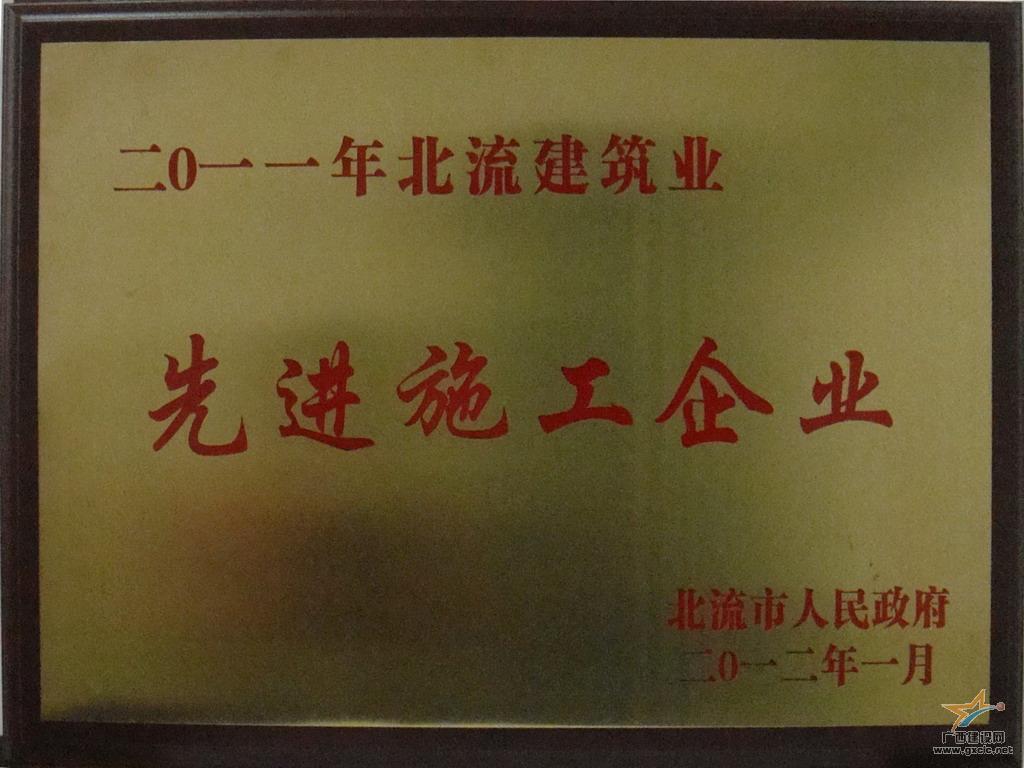 二0一一年北流建筑业
先进施工企业
北流市人民政府
二0一二年一月
广西建设网
www.gxcic.net